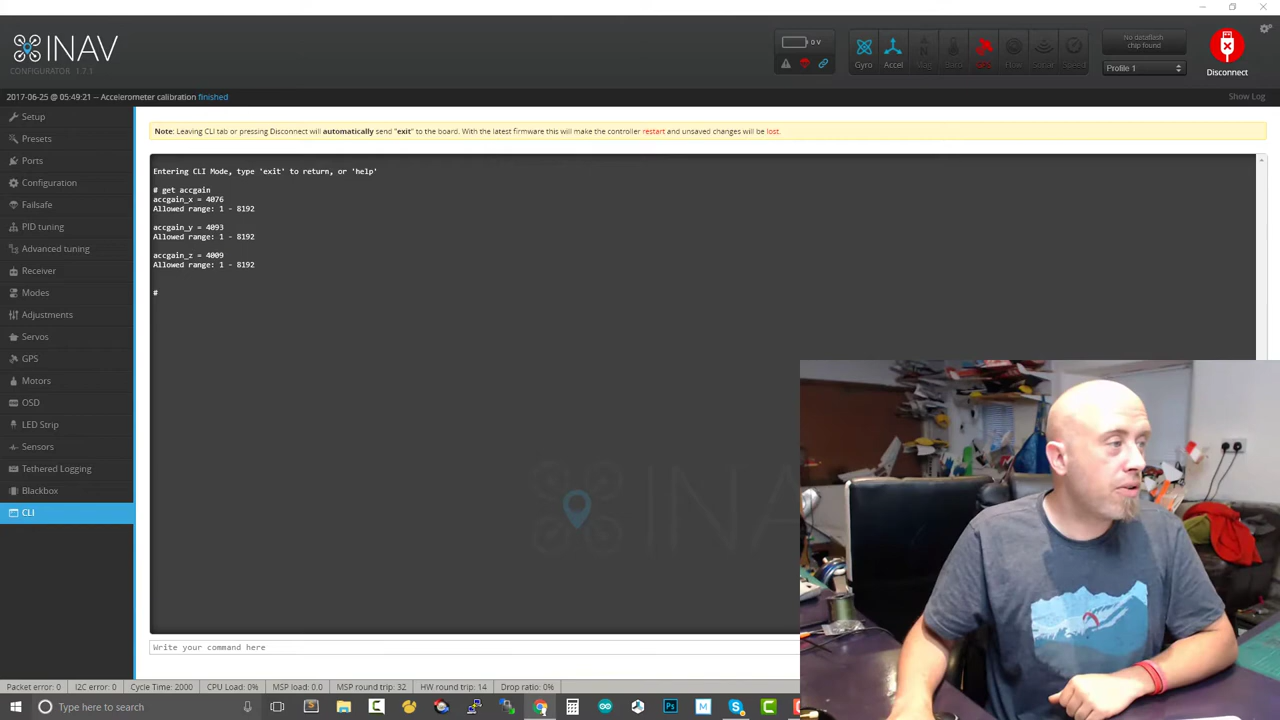 INAV
CONFIGURATOR 1.7.1
0 V
Gyro
Accel
Mag
Baro
GPS
Flow
Sonar
Speed
No dataflash
chip found
Profile 1
Disconnect
2017-06-25 @ 05:49:21 -- Accelerometer calibration finished
Show Log
Setup
Presets
Ports
Configuration
Failsafe
PID tuning
Advanced tuning
Receiver
Modes
Adjustments
Servos
GPS
Motors
OSD
LED Strip
Sensors
Tethered Logging
Blackbox
CLI
Note: Leaving CLI tab or pressing Disconnect will automatically send "exit" to the board. With the latest firmware this will make the controller restart and unsaved changes will be lost.
Entering CLI Mode, type 'exit' to return, or 'help'
# get accgain
accgain_x = 4076
Allowed range: 1 - 8192
accgain_y = 4093
Allowed range: 1 - 8192
accgain_z = 4009
Allowed range: 1 - 8192
#
INA
Write your command here
Packet error: 0
I2C error: 0
Cycle Time: 2000
CPU Load: 0%
MSP load: 0.0
MSP round trip: 32
HW round trip: 14
Drop ratio: 0%
Type here to search